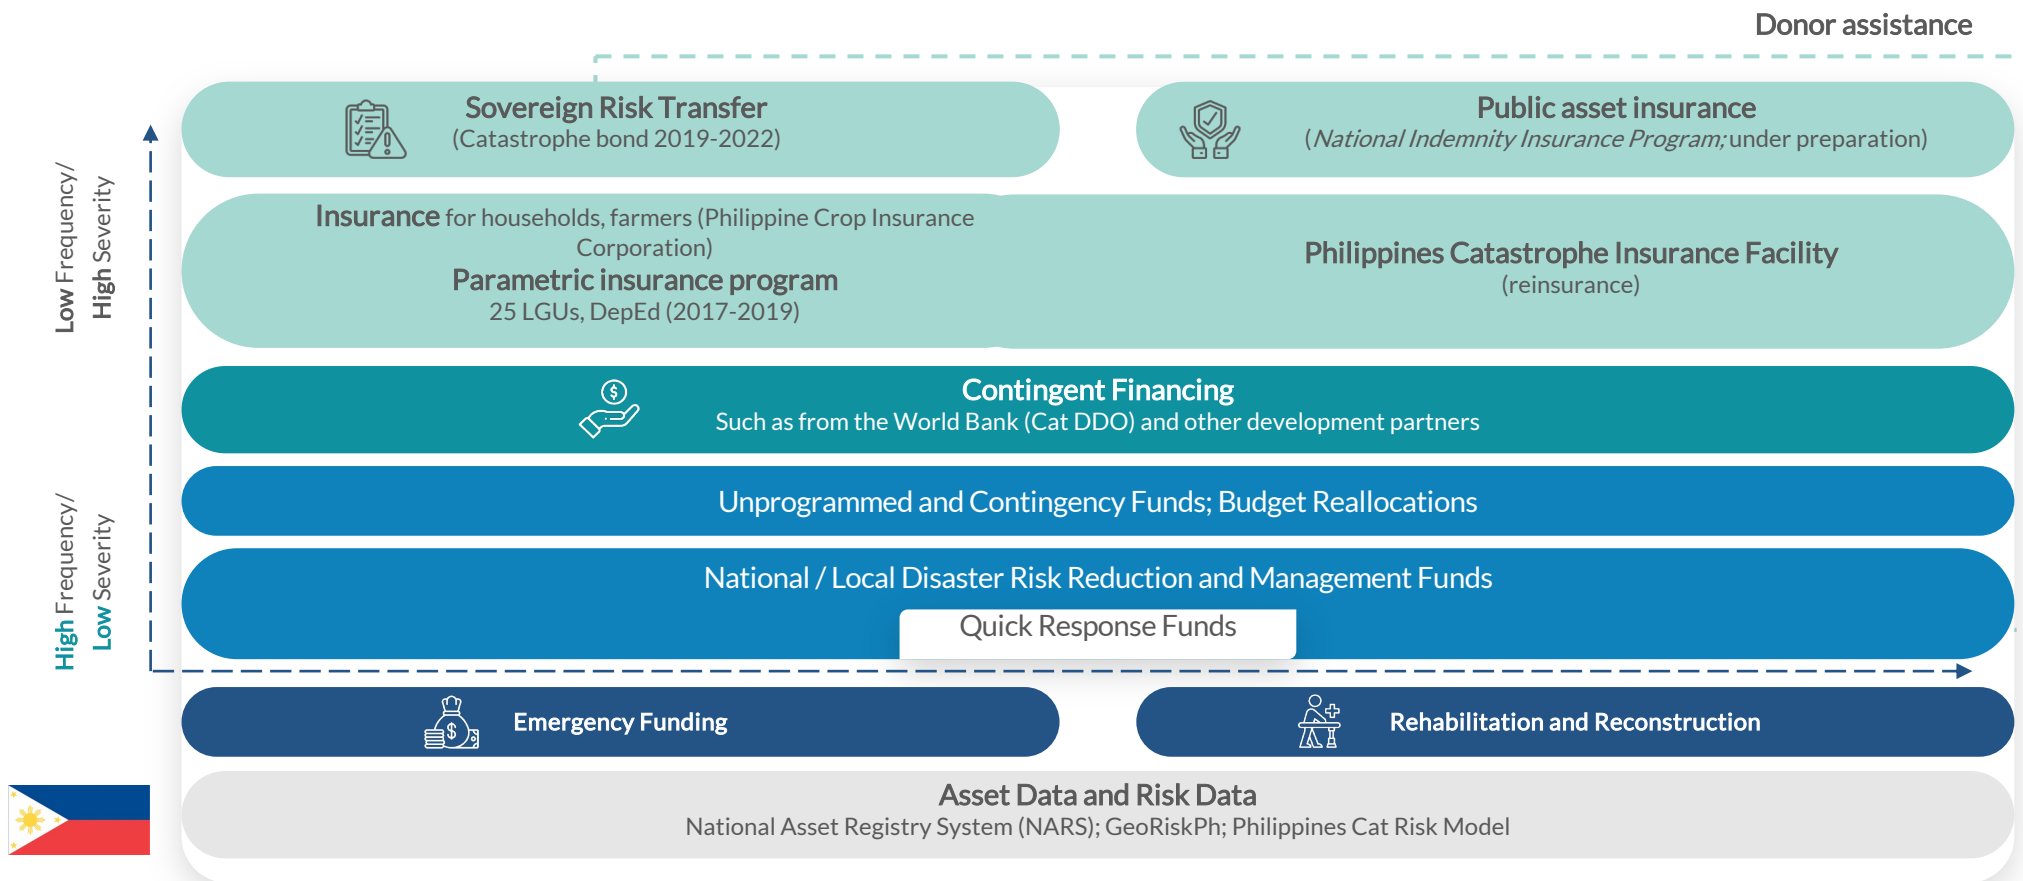 Donor assistance
Sovereign Risk Transfer
(Catastrophe bond 2019-2022)
Public asset insurance
(National Indemnity Insurance Program; under preparation)
Low Frequency/
High Severity
Insurance for households, farmers (Philippine Crop Insurance
Corporation)
Parametric insurance program
25 LGUs, DepEd (2017-2019)
Philippines Catastrophe Insurance Facility
(reinsurance)
Contingent Financing
Such as from the World Bank (Cat DDO) and other development partners
High Frequency/
Low Severity
Unprogrammed and Contingency Funds; Budget Reallocations
National / Local Disaster Risk Reduction and Management Funds
Quick Response Funds
Emergency Funding
Rehabilitation and Reconstruction
Asset Data and Risk Data
National Asset Registry System (NARS); GeoRiskPh; Philippines Cat Risk Model